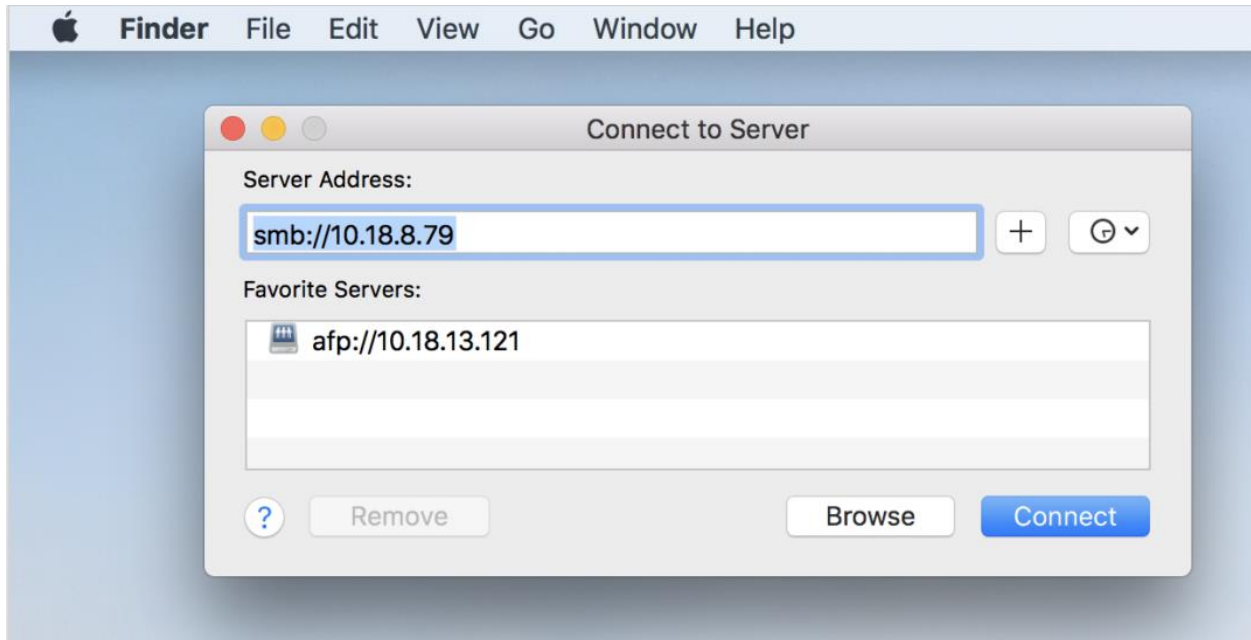 Finder File Edit View Go Window Help
Connect to Server
Server Address:
smb://10.18.8.79
Favorite Servers:
afp://10.18.13.121
? Remove Browse Connect